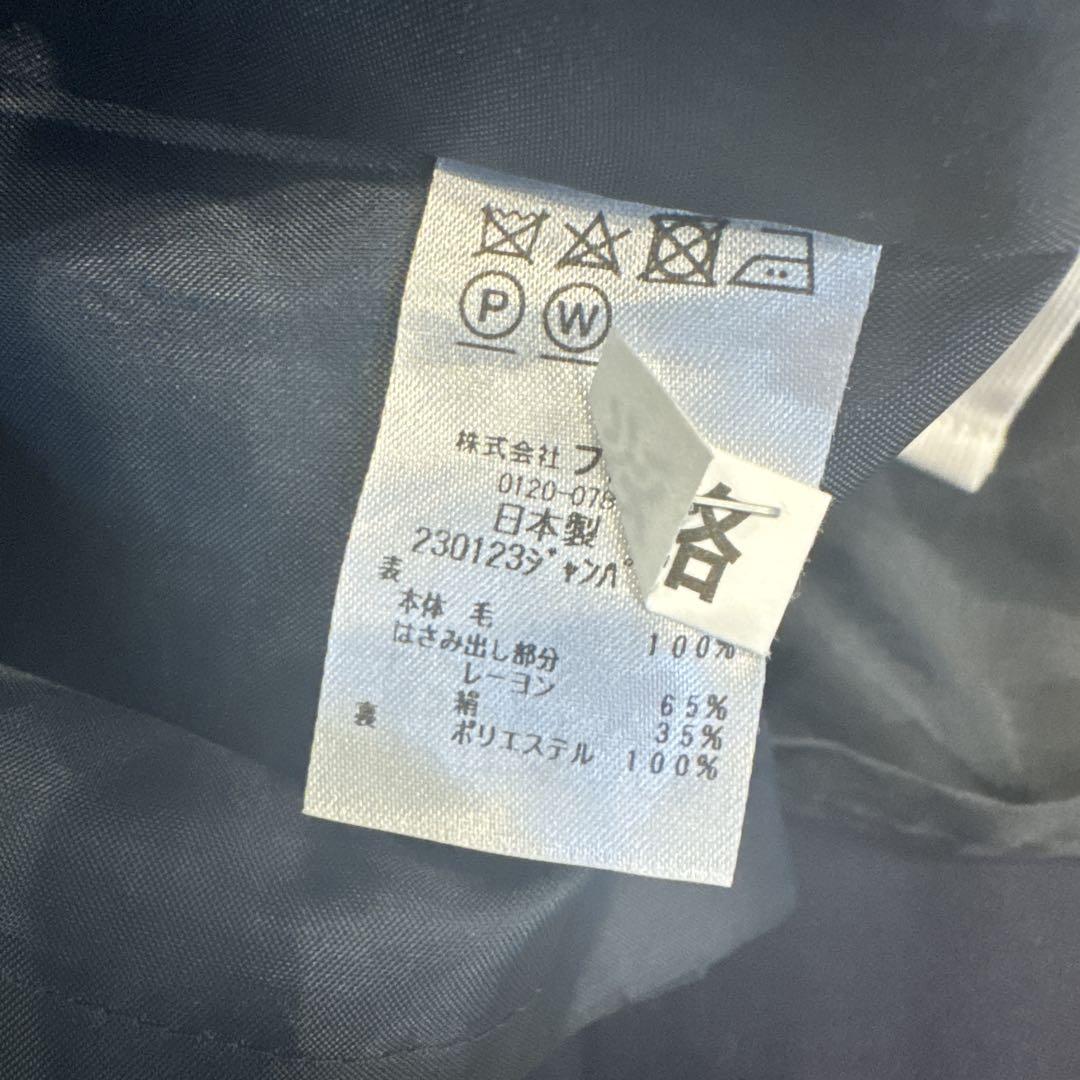 P W
株式会社 フ
0120-078
日本製
230123ジャンパ
表
本体 毛 100%
はさみ出し部分
レーヨン 65%
絹 35%
裏 ポリエステル 100%